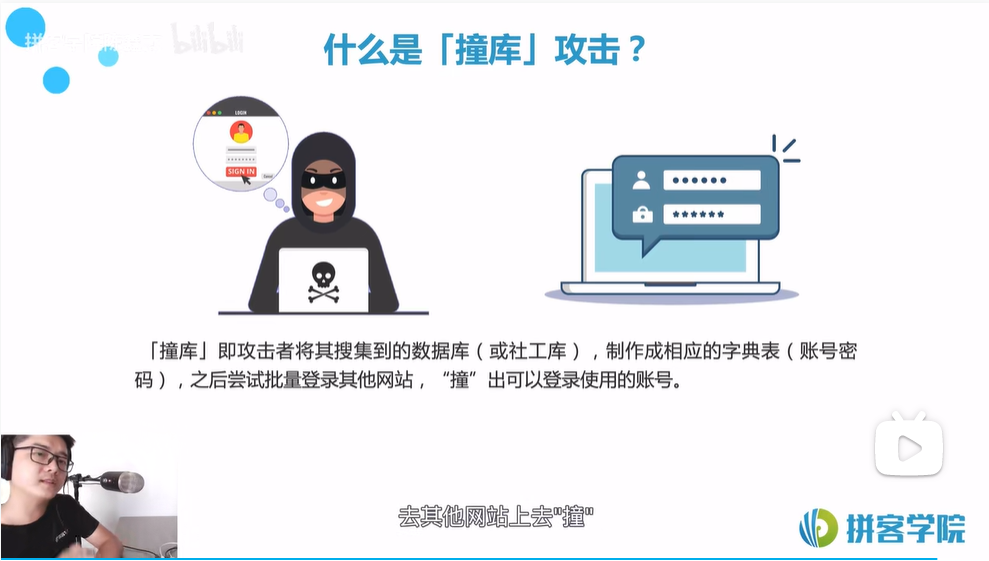 bilibili
什么是「撞库」攻击？
LOGIN
SIGN IN
「撞库」即攻击者将其搜集到的数据库（或社工库），制作成相应的字典表（账号密
码），之后尝试批量登录其他网站，“撞”出可以登录使用的账号。
去其他网站上去"撞"
拼客学院